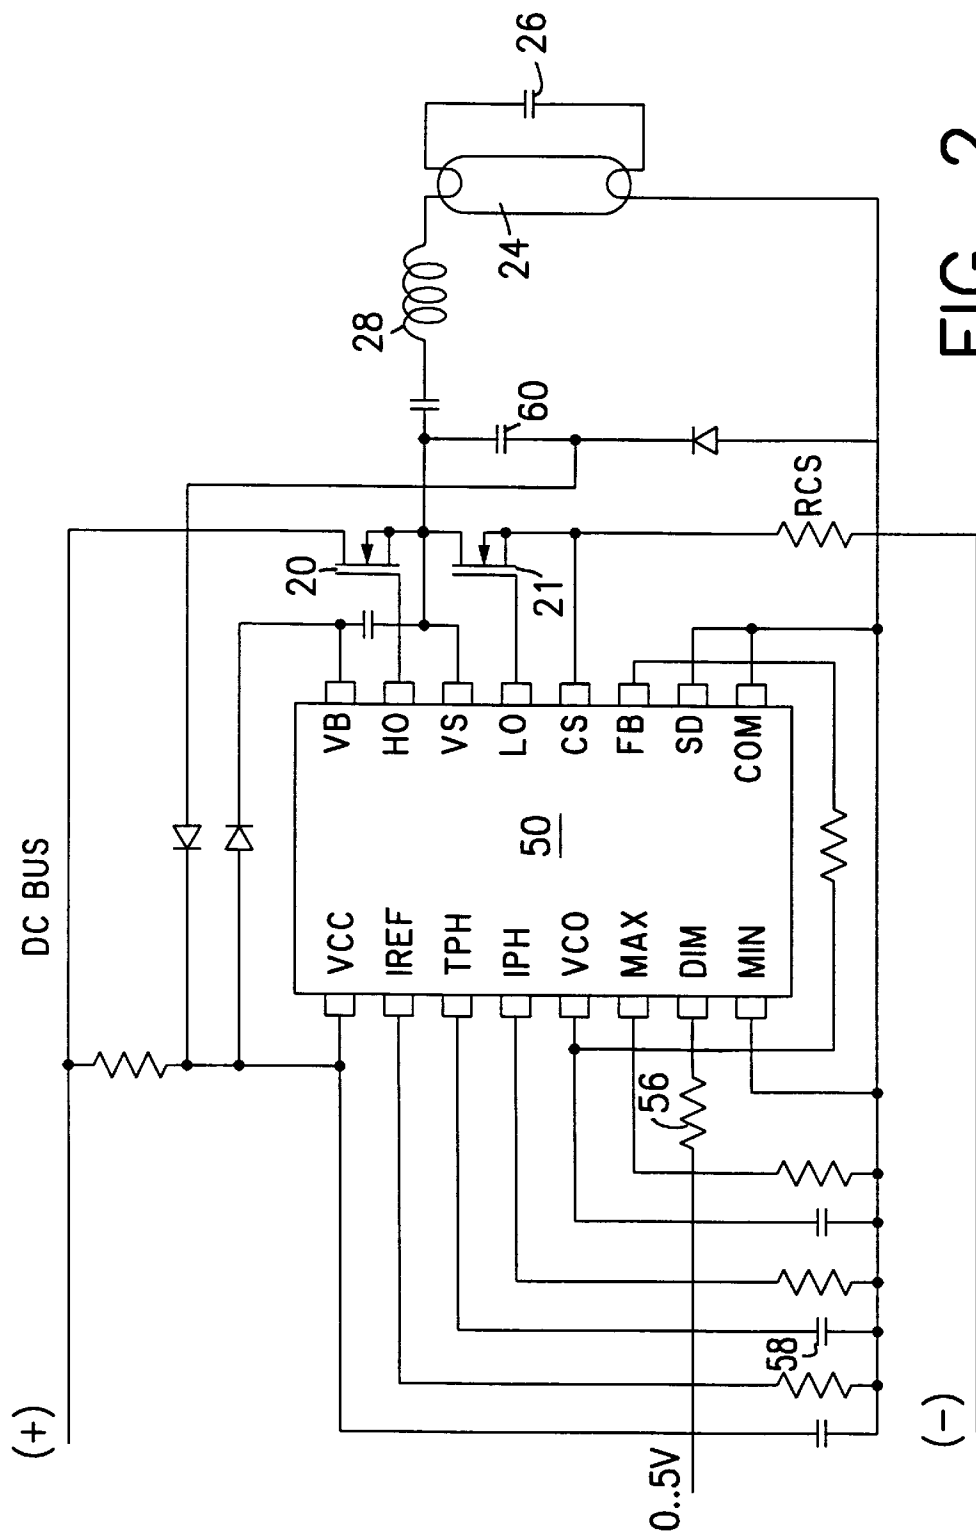 (+)
DC BUS
VCC
IREF
TPH
IPH
VCO
MAX
DIM
MIN
50
VB
HO
VS
LO
CS
FB
SD
COM
20
21
28
24
26
60
RCS
56
58
0..5V
(-)
FIG. 2